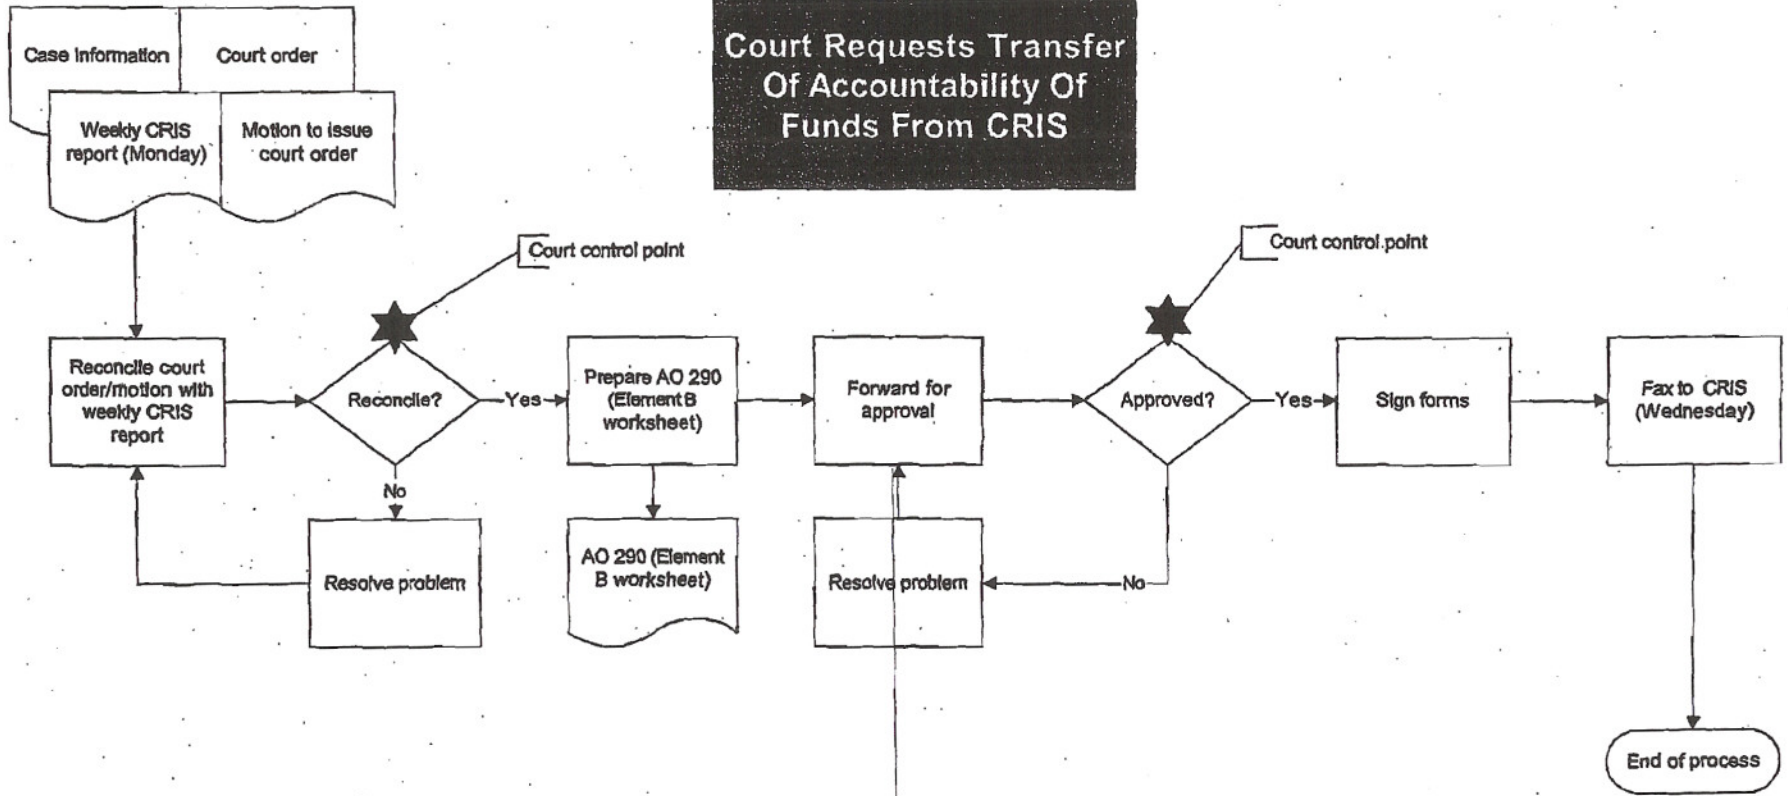 Court Requests Transfer
Of Accountability Of
Funds From CRIS
Case Information
Court order
Weekly CRIS
report (Monday)
Motion to issue
court order
Court control point
Court control point
Reconcile court
order/motion with
weekly CRIS
report
Reconcile?
Yes
Prepare AO 290
(Element B
worksheet)
Forward for
approval
Approved?
Yes
Sign forms
Fax to CRIS
(Wednesday)
No
Resolve problem
AO 290 (Element
B worksheet)
Resolve problem
No
End of process